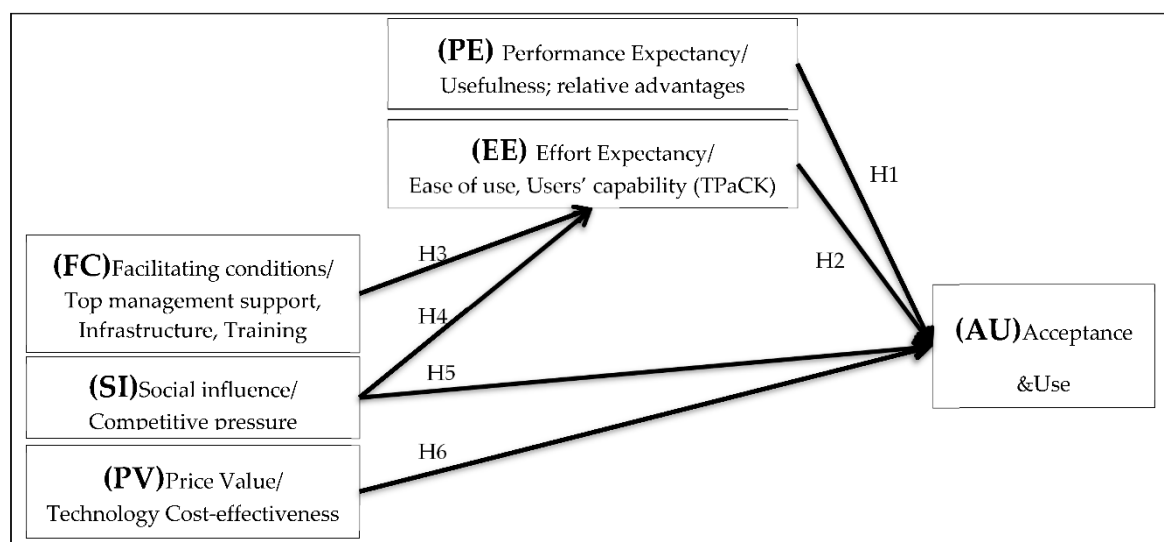 (PE) Performance Expectancy/
Usefulness; relative advantages
(EE) Effort Expectancy/
Ease of use, Users' capability (TPaCK)
H1
H2
H3
(FC)Facilitating conditions/
Top management support,
Infrastructure, Training
H4
(AU)Acceptance
&Use
H5
(SI)Social influence/
Competitive pressure
H6
(PV)Price Value/
Technology Cost-effectiveness